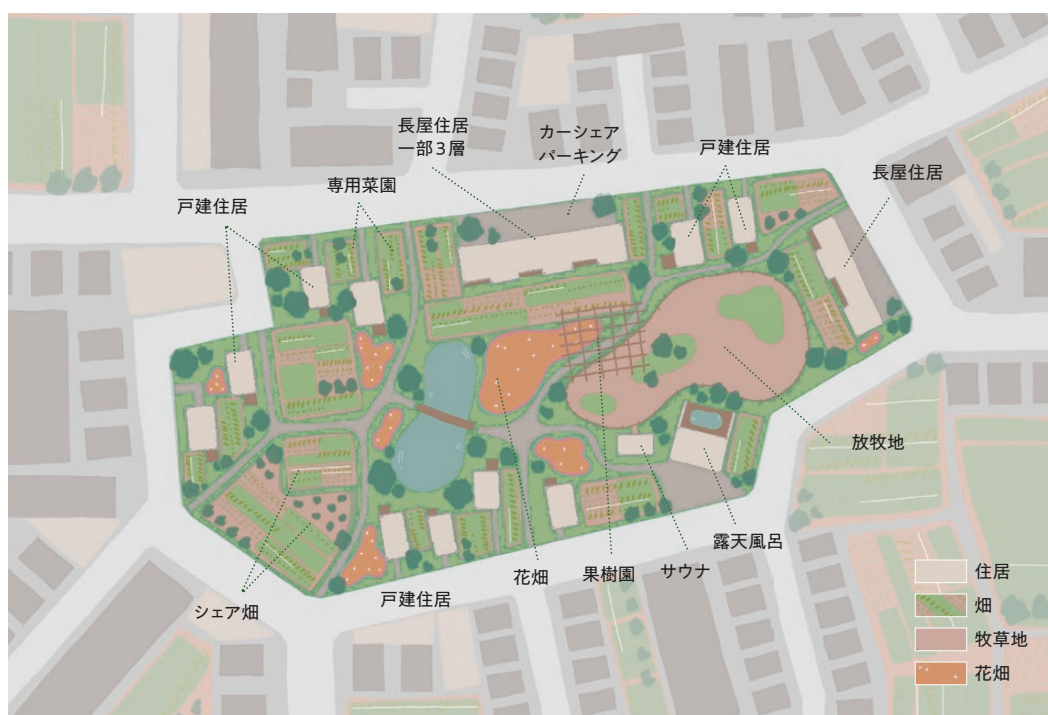 長屋住居
一部3層
カーシェア
パーキング
戸建住居
長屋住居
専用菜園
戸建住居
放牧地
露天風呂
サウナ
果樹園
花畑
戸建住居
シェア畑
住居
畑
牧草地
花畑